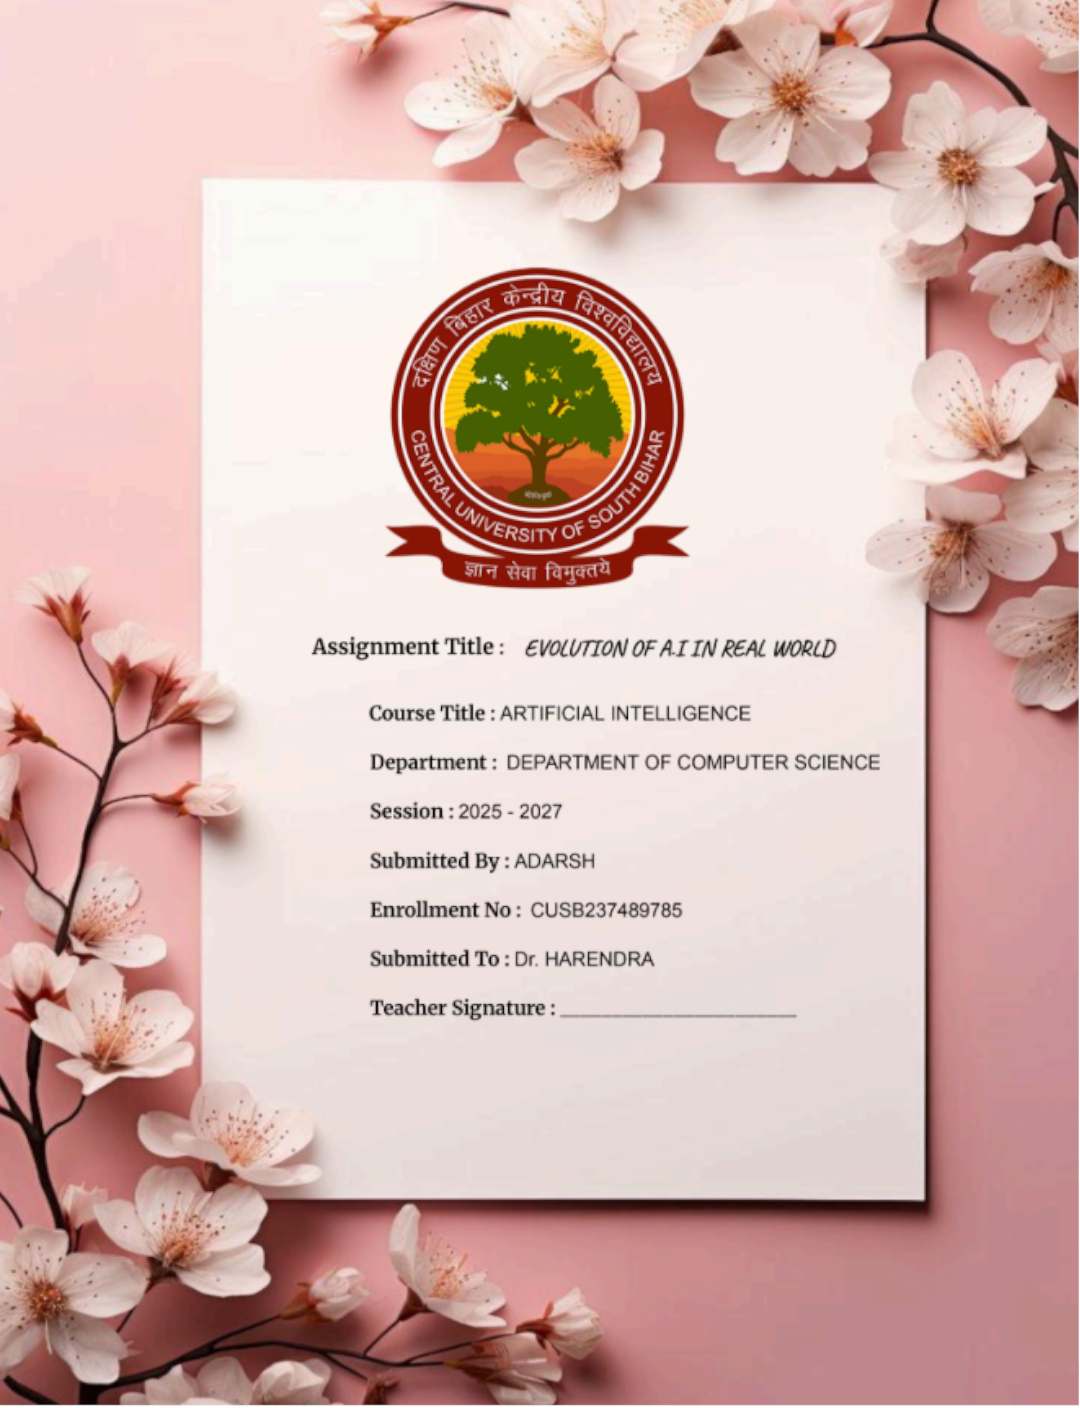 दक्षिण बिहार केन्द्रीय विश्वविद्यालय
CENTRAL UNIVERSITY OF SOUTH BIHAR
ज्ञान सेवा विमुक्तये
Assignment Title : EVOLUTION OF A.I IN REAL WORLD
Course Title : ARTIFICIAL INTELLIGENCE
Department : DEPARTMENT OF COMPUTER SCIENCE
Session : 2025 - 2027
Submitted By : ADARSH
Enrollment No : CUSB237489785
Submitted To : Dr. HARENDRA
Teacher Signature : ______________________